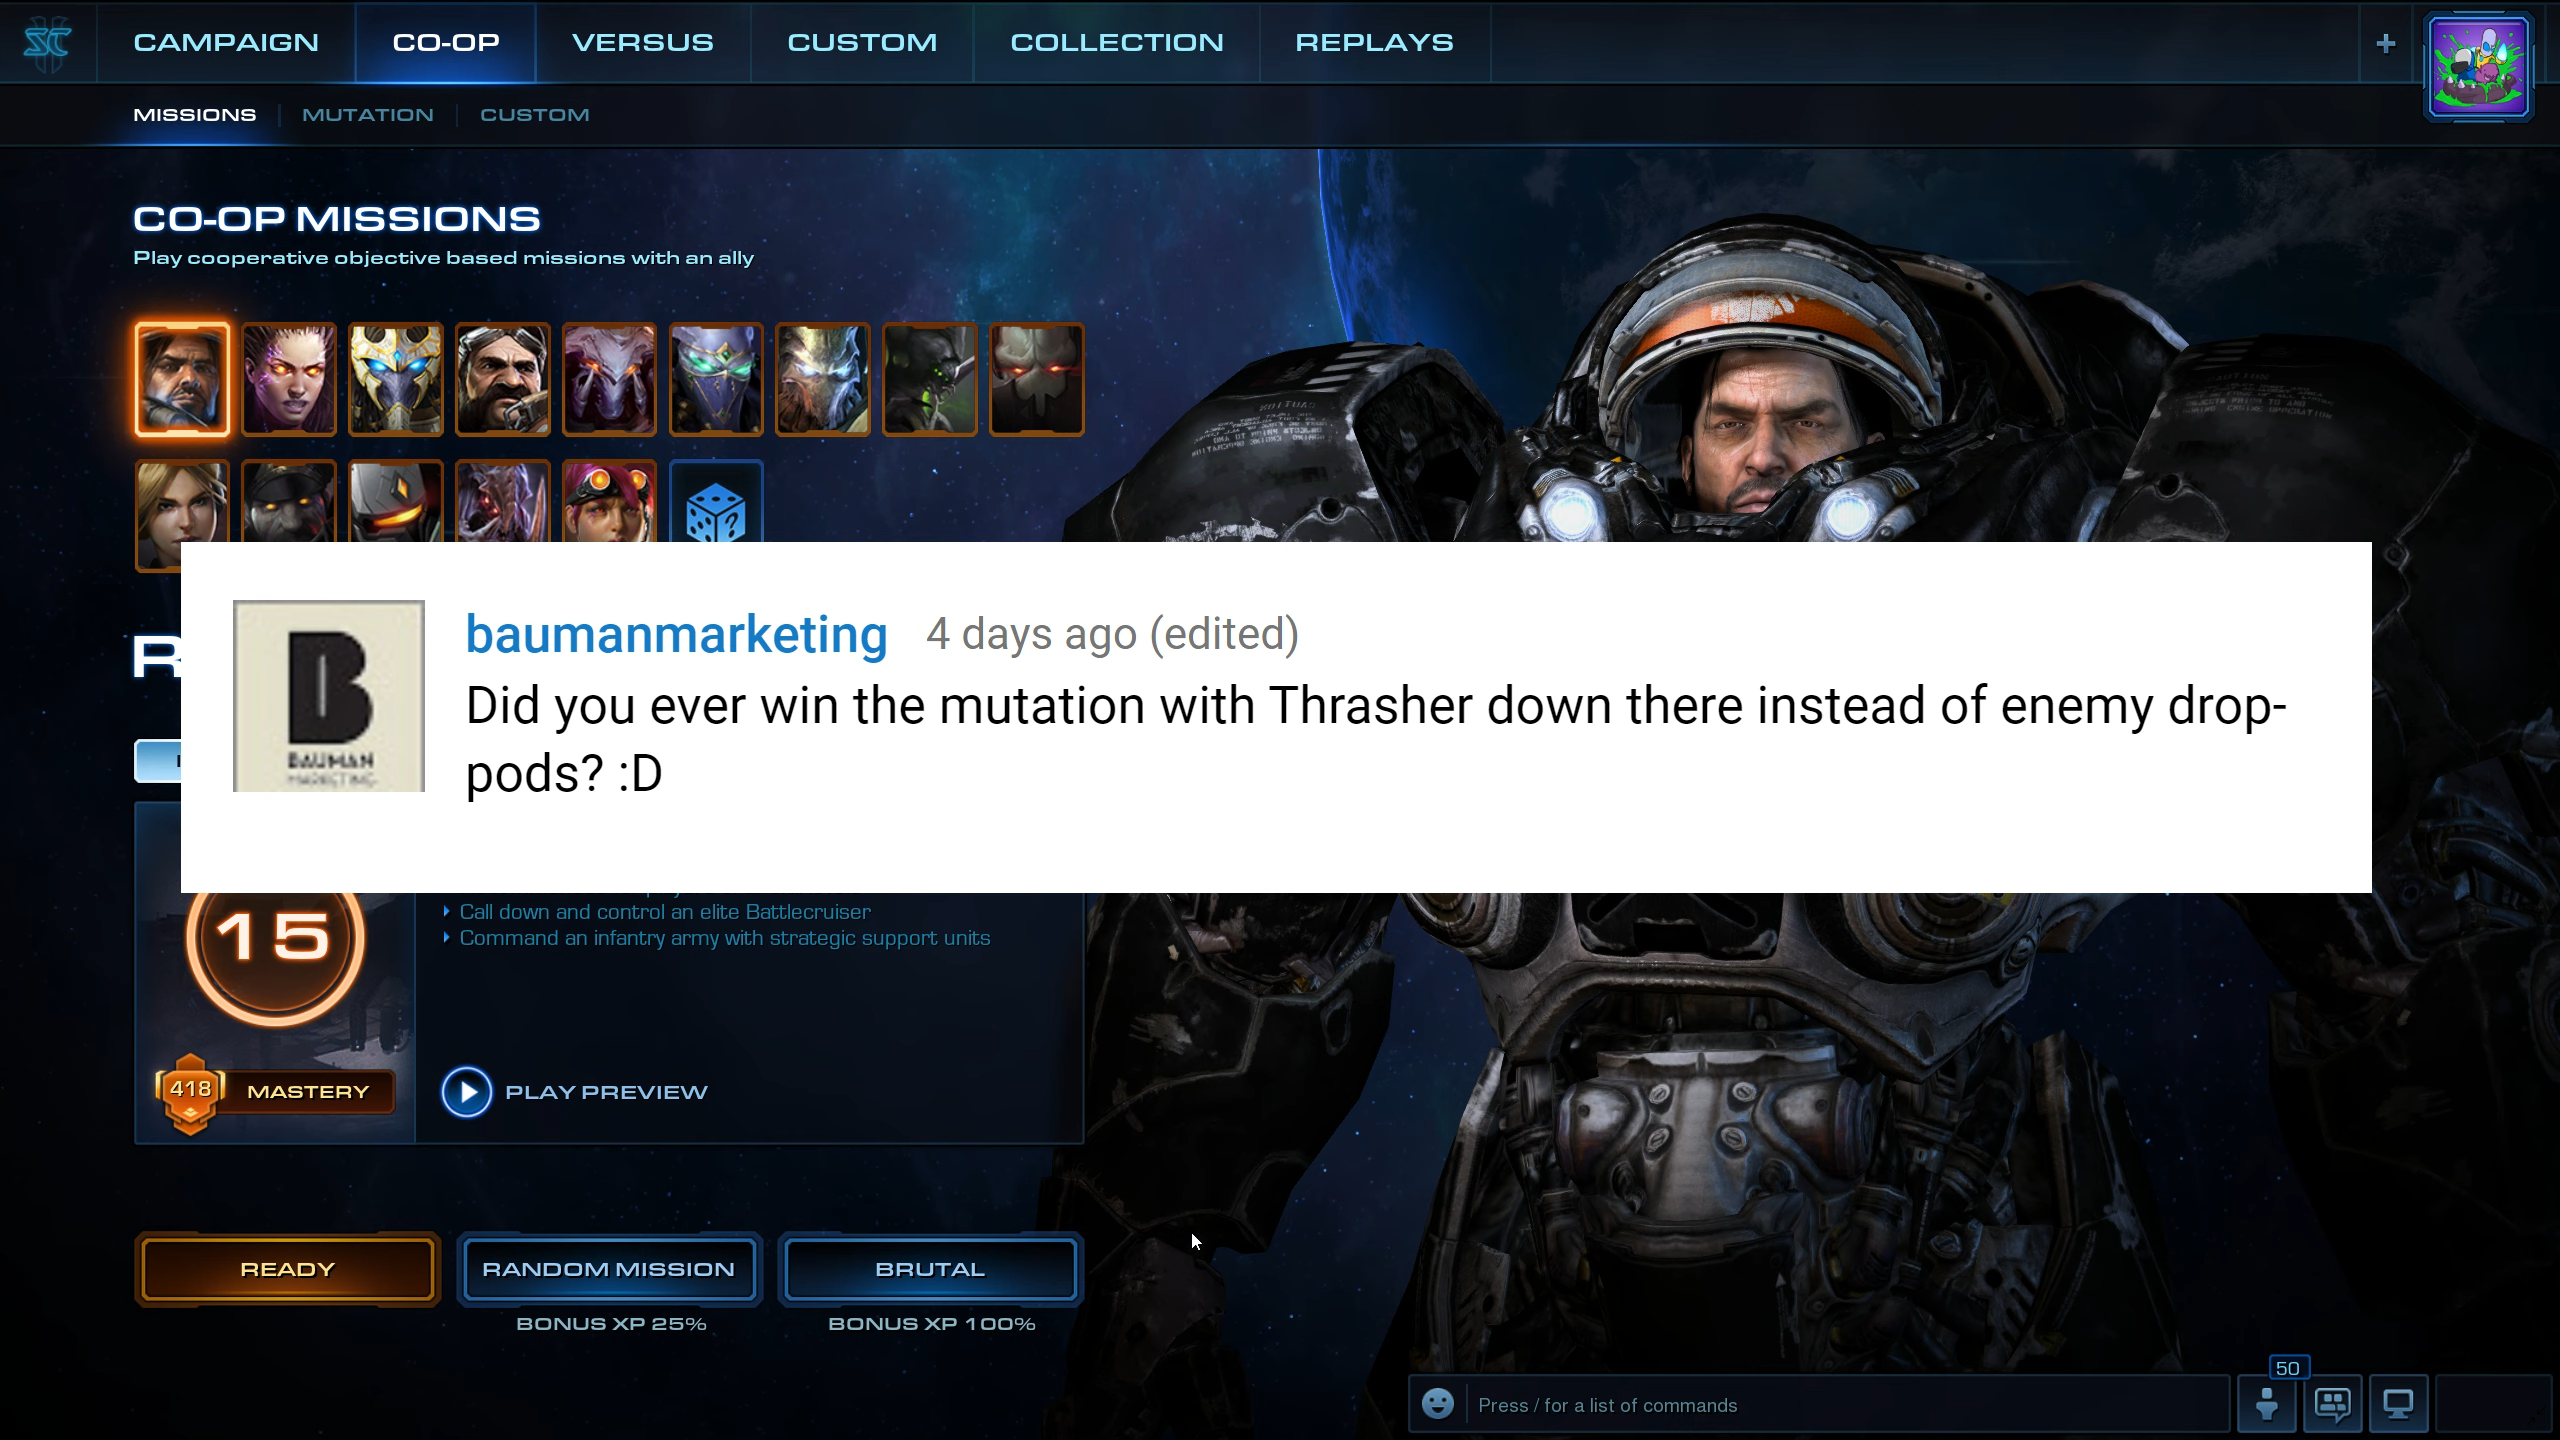 CAMPAIGN CO-OP VERSUS CUSTOM COLLECTION REPLAYS
MISSIONS MUTATION CUSTOM
CO-OP MISSIONS
Play cooperative objective based missions with an ally
baumanmarketing 4 days ago (edited)
Did you ever win the mutation with Thrasher down there instead of enemy drop-
pods? :D
BAUMAN
MARKETING
15
Call down and control an elite Battlecruiser
Command an infantry army with strategic support units
418 MASTERY
PLAY PREVIEW
READY RANDOM MISSION BRUTAL
BONUS XP 25% BONUS XP 100%
50
Press / for a list of commands